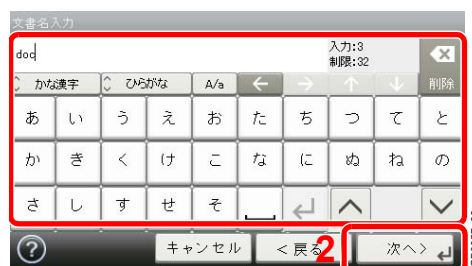 文書名入力
doc 入力:3
制限:32
かな漢字 ひらがな A/a ← → ↑ ↓ 削除
あ い う え お た ち つ て と
か き く け こ な に ぬ ね の
さ し す せ そ
? キャンセル < 戻る 2 次へ >